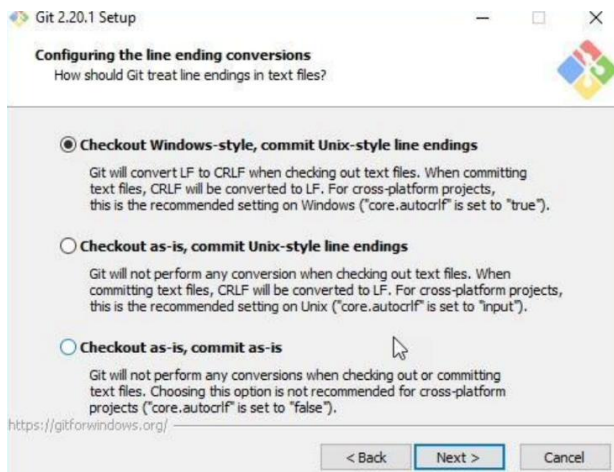 Git 2.20.1 Setup
Configuring the line ending conversions
How should Git treat line endings in text files?
Checkout Windows-style, commit Unix-style line endings
Git will convert LF to CRLF when checking out text files. When committing
text files, CRLF will be converted to LF. For cross-platform projects,
this is the recommended setting on Windows ("core.autocrlf" is set to "true").
Checkout as-is, commit Unix-style line endings
Git will not perform any conversion when checking out text files. When
committing text files, CRLF will be converted to LF. For cross-platform projects,
this is the recommended setting on Unix ("core.autocrlf" is set to "input").
Checkout as-is, commit as-is
Git will not perform any conversions when checking out or committing
text files. Choosing this option is not recommended for cross-platform
projects ("core.autocrlf" is set to "false").
https://gitforwindows.org/
< Back Next > Cancel